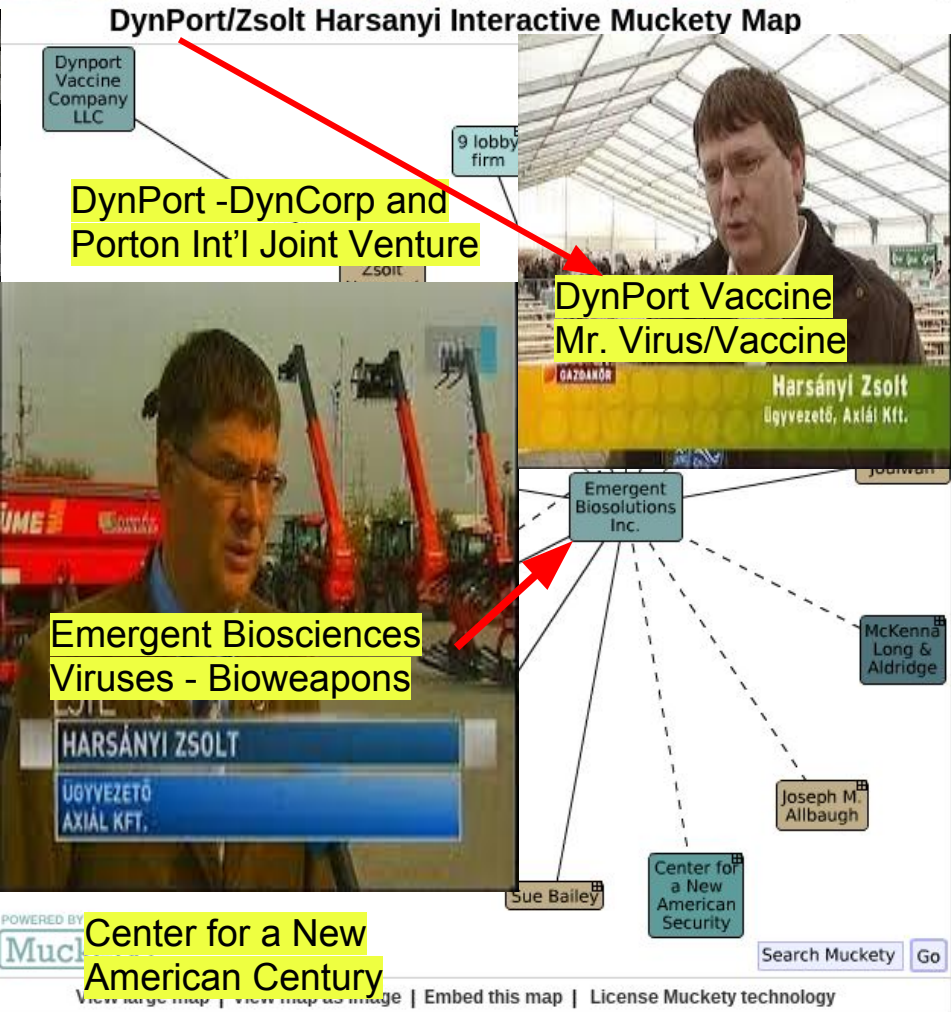 DynPort/Zsolt Harsanyi Interactive Muckety Map
Dynport
Vaccine
Company
LLC
9 lobby
firm
DynPort -DynCorp and
Porton Int'l Joint Venture
Zsolt
DynPort Vaccine
Mr. Virus/Vaccine
GAZDAKÖR
Harsányi Zsolt
ügyvezető, Axiál Kft.
Joulwan
Emergent
Biosolutions
Inc.
ÜME
Emergent Biosciences
Viruses - Bioweapons
McKenna
Long &
Aldridge
HARSÁNYI ZSOLT
ÜGYVEZETŐ
AXIÁL KFT.
Joseph M.
Allbaugh
Center for
a New
American
Security
Sue Bailey
POWERED BY
Muck
Center for a New
American Century
Search Muckety Go
View large map | View map as image | Embed this map | License Muckety technology